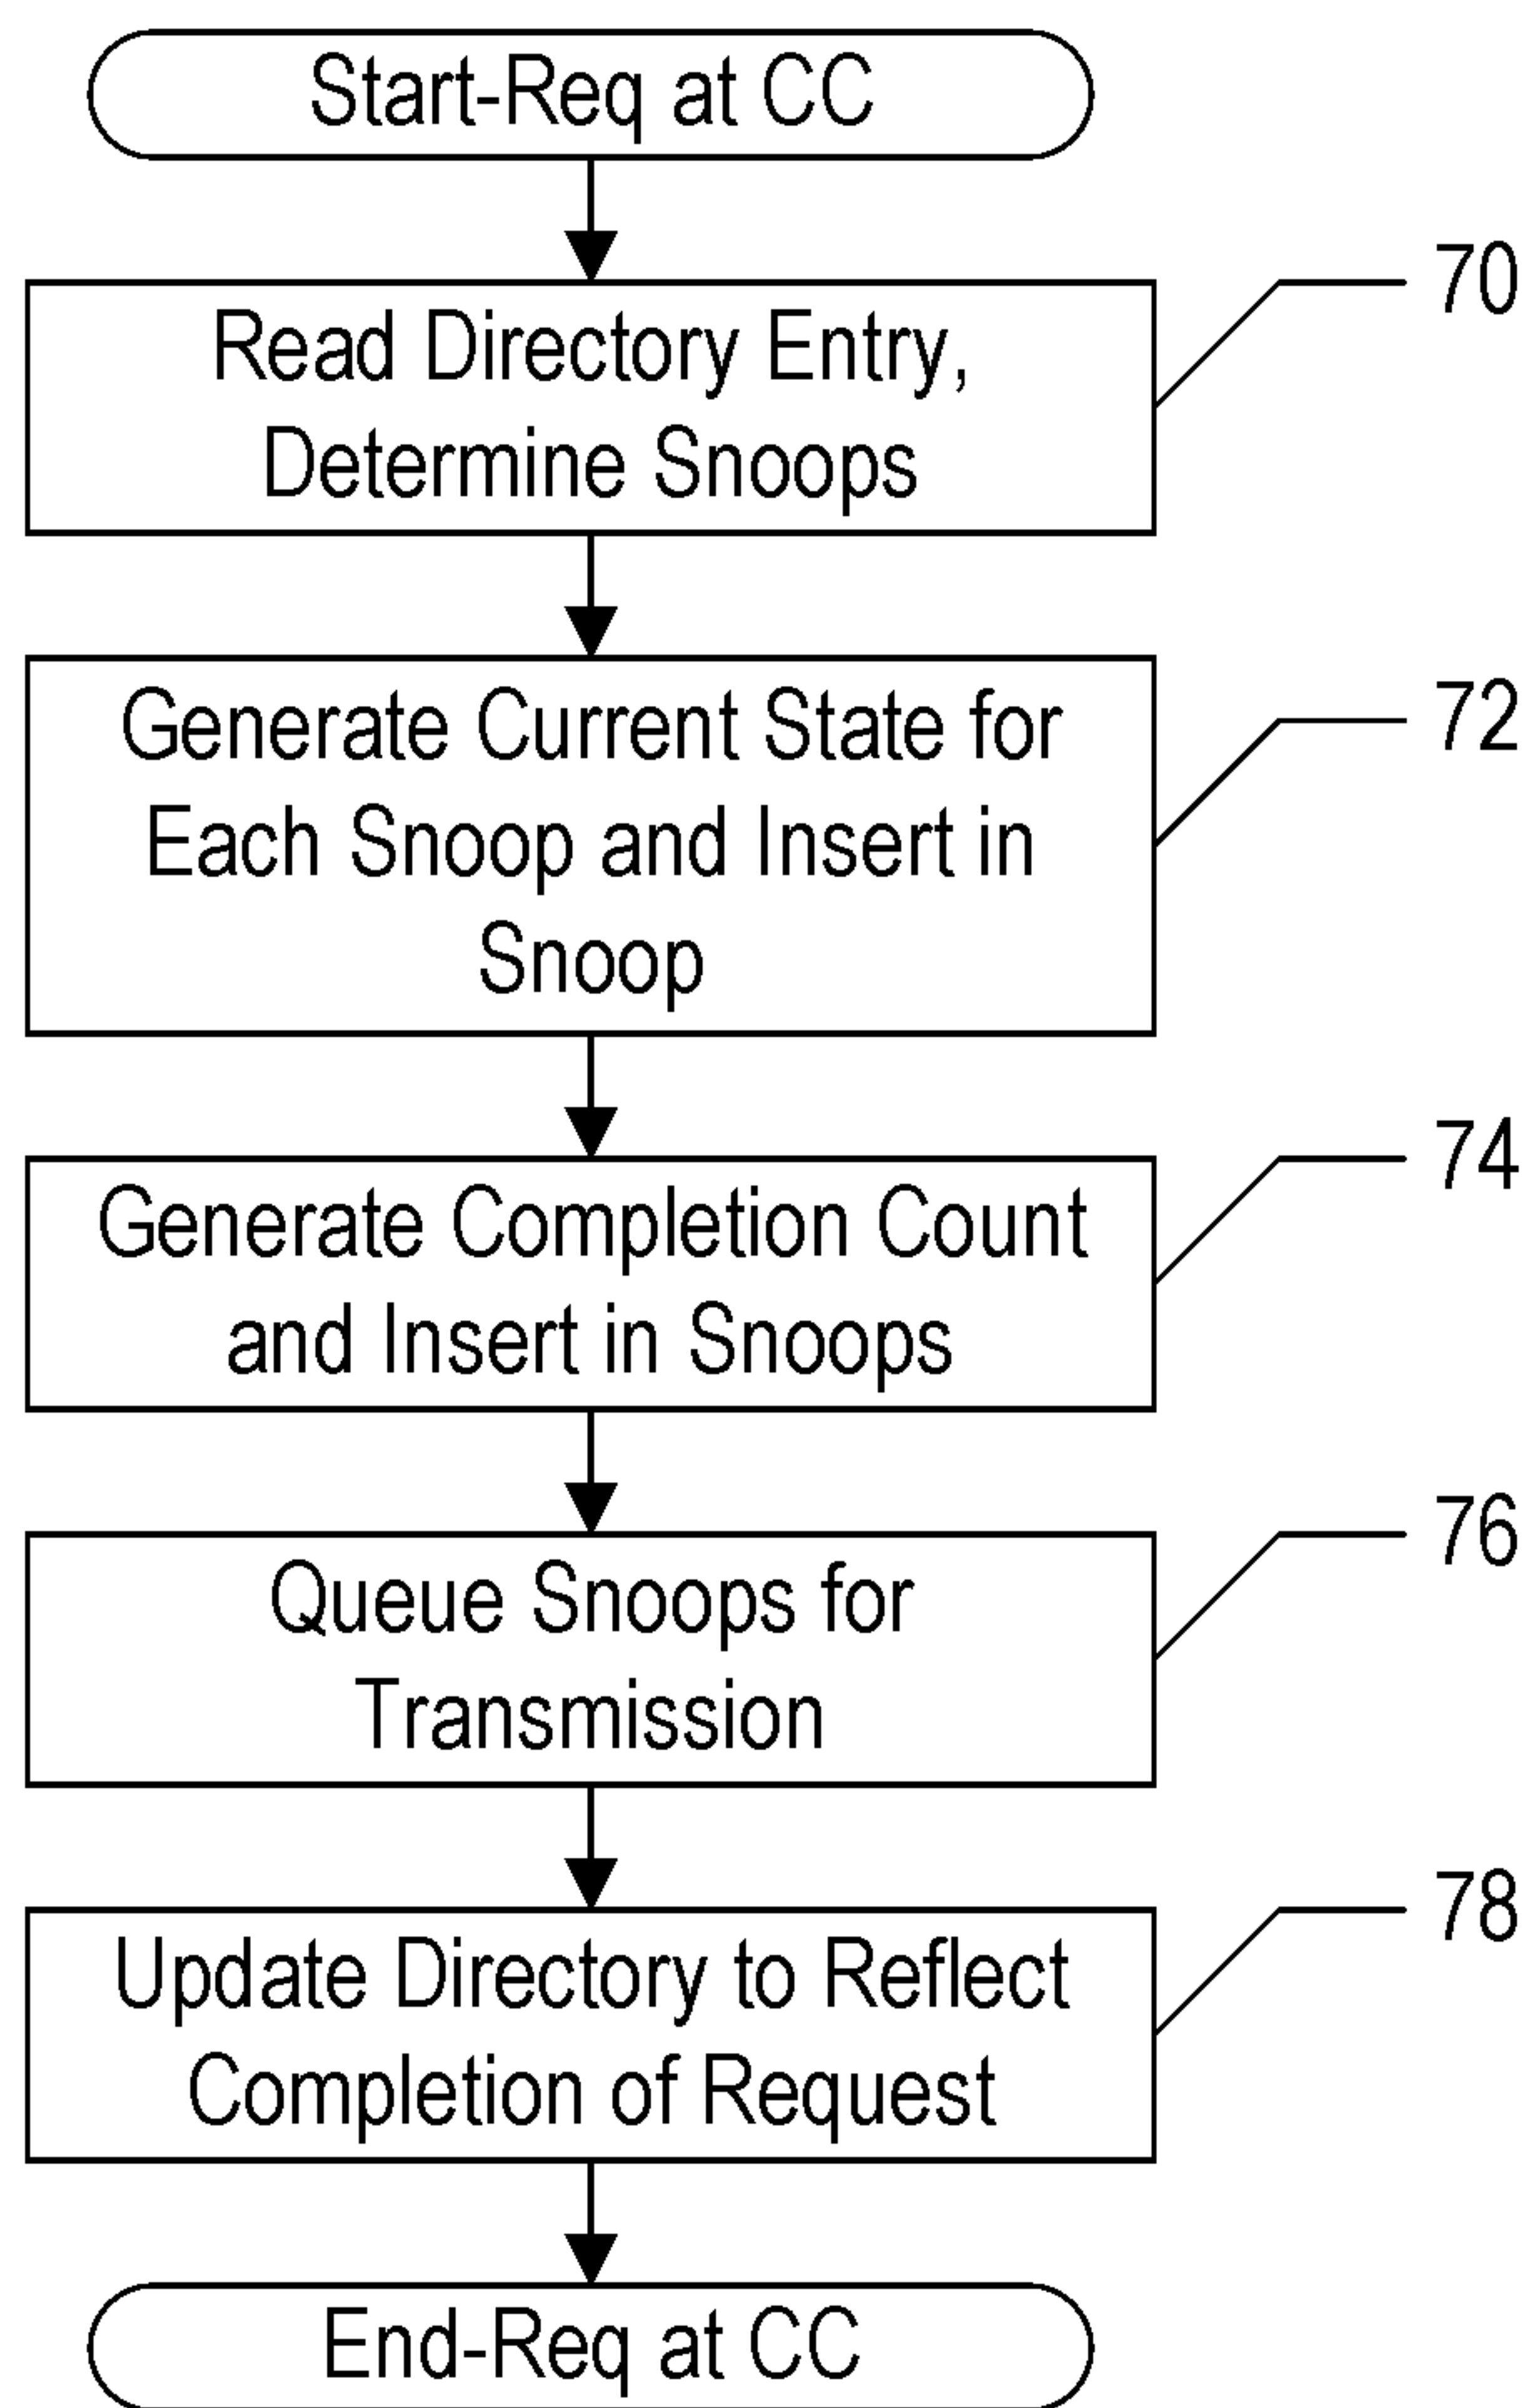 Start-Req at CC
70
Read Directory Entry,
Determine Snoops
72
Generate Current State for
Each Snoop and Insert in
Snoop
74
Generate Completion Count
and Insert in Snoops
76
Queue Snoops for
Transmission
78
Update Directory to Reflect
Completion of Request
End-Req at CC